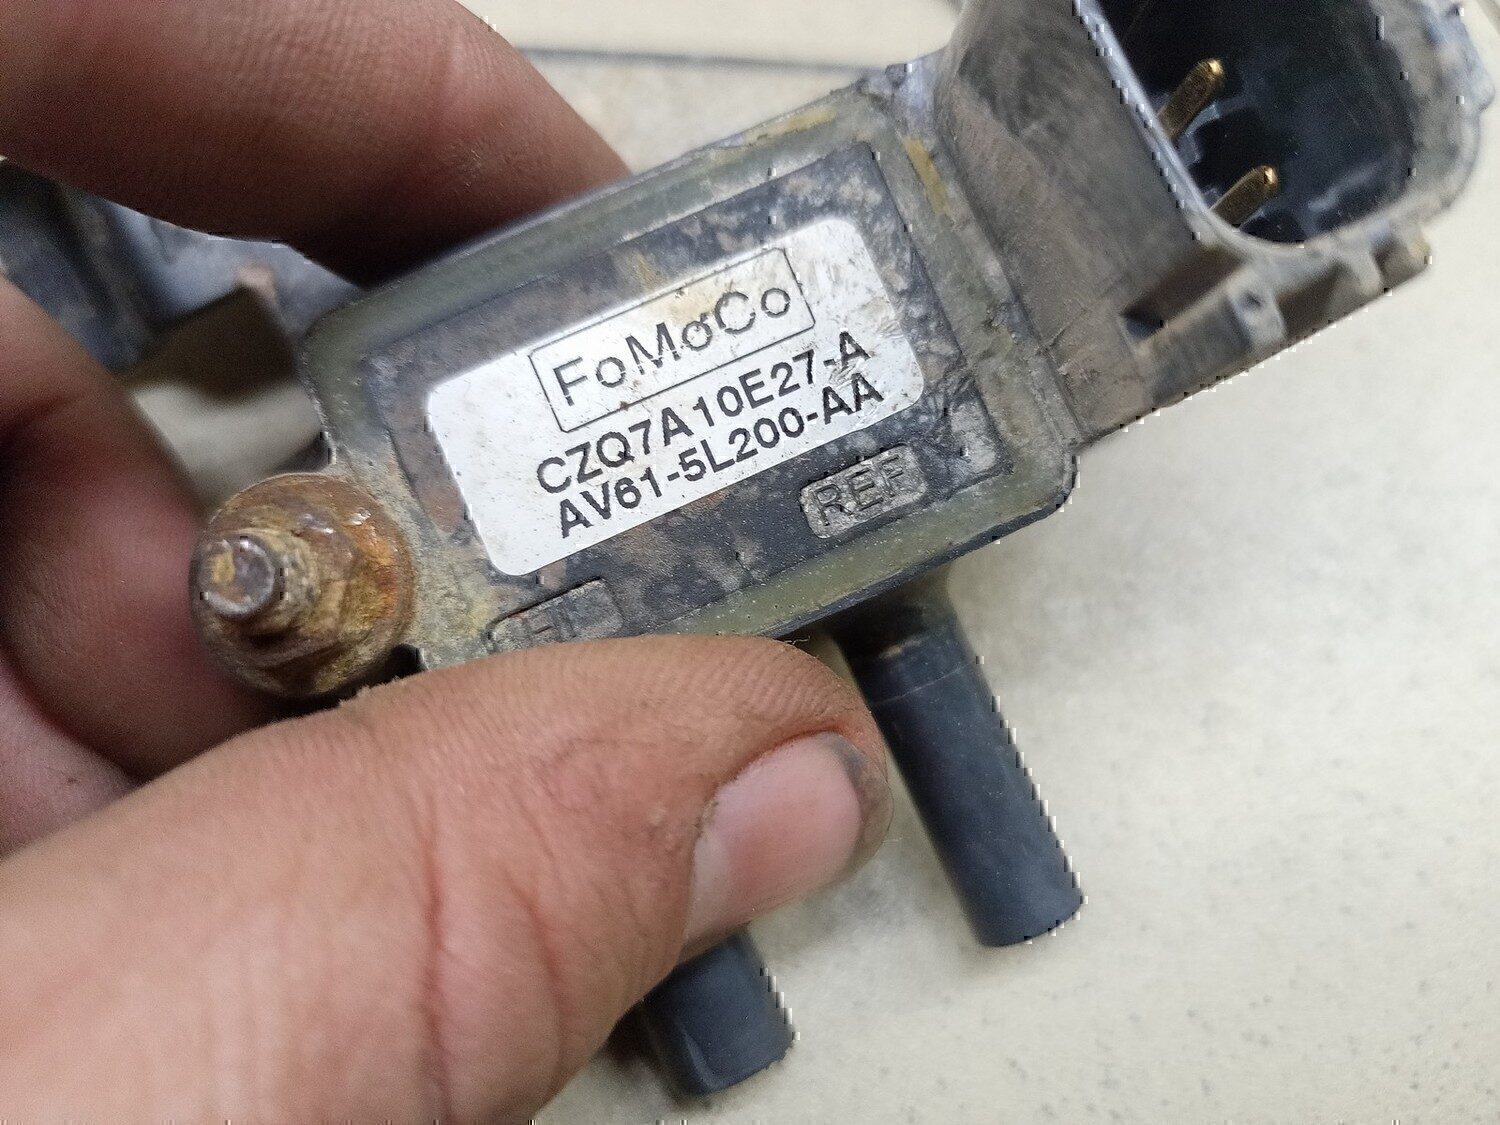 FoMoCo
CZQ7A10E27-A
AV61-5L200-AA
REF